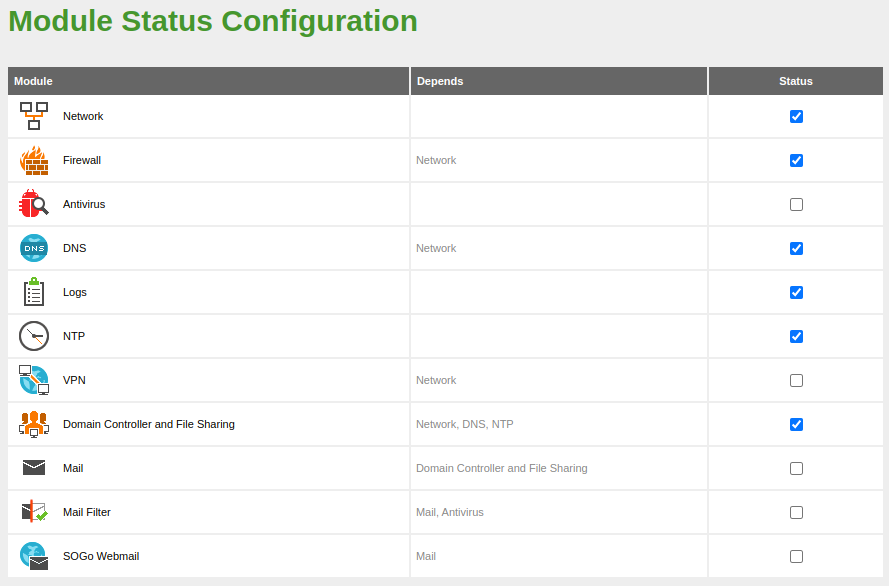 Module Status Configuration
Module Depends Status
Network
Firewall Network
Antivirus
DNS DNS Network
Logs
NTP
VPN Network
Domain Controller and File Sharing Network, DNS, NTP
Mail Domain Controller and File Sharing
Mail Filter Mail, Antivirus
SOGo Webmail Mail